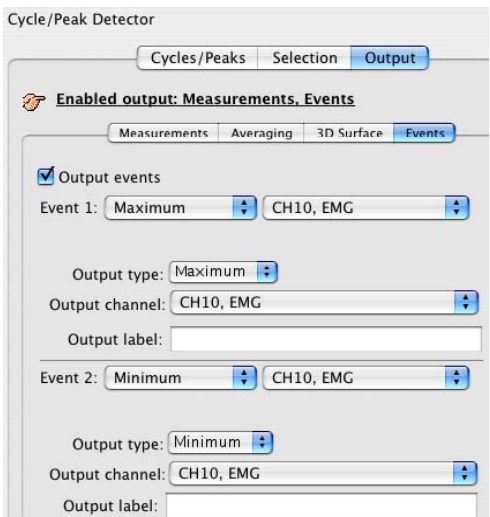 Cycle/Peak Detector
Cycles/Peaks Selection Output
Enabled output: Measurements, Events
Measurements Averaging 3D Surface Events
Output events
Event 1: Maximum CH10, EMG
Output type: Maximum
Output channel: CH10, EMG
Output label:
Event 2: Minimum CH10, EMG
Output type: Minimum
Output channel: CH10, EMG
Output label: